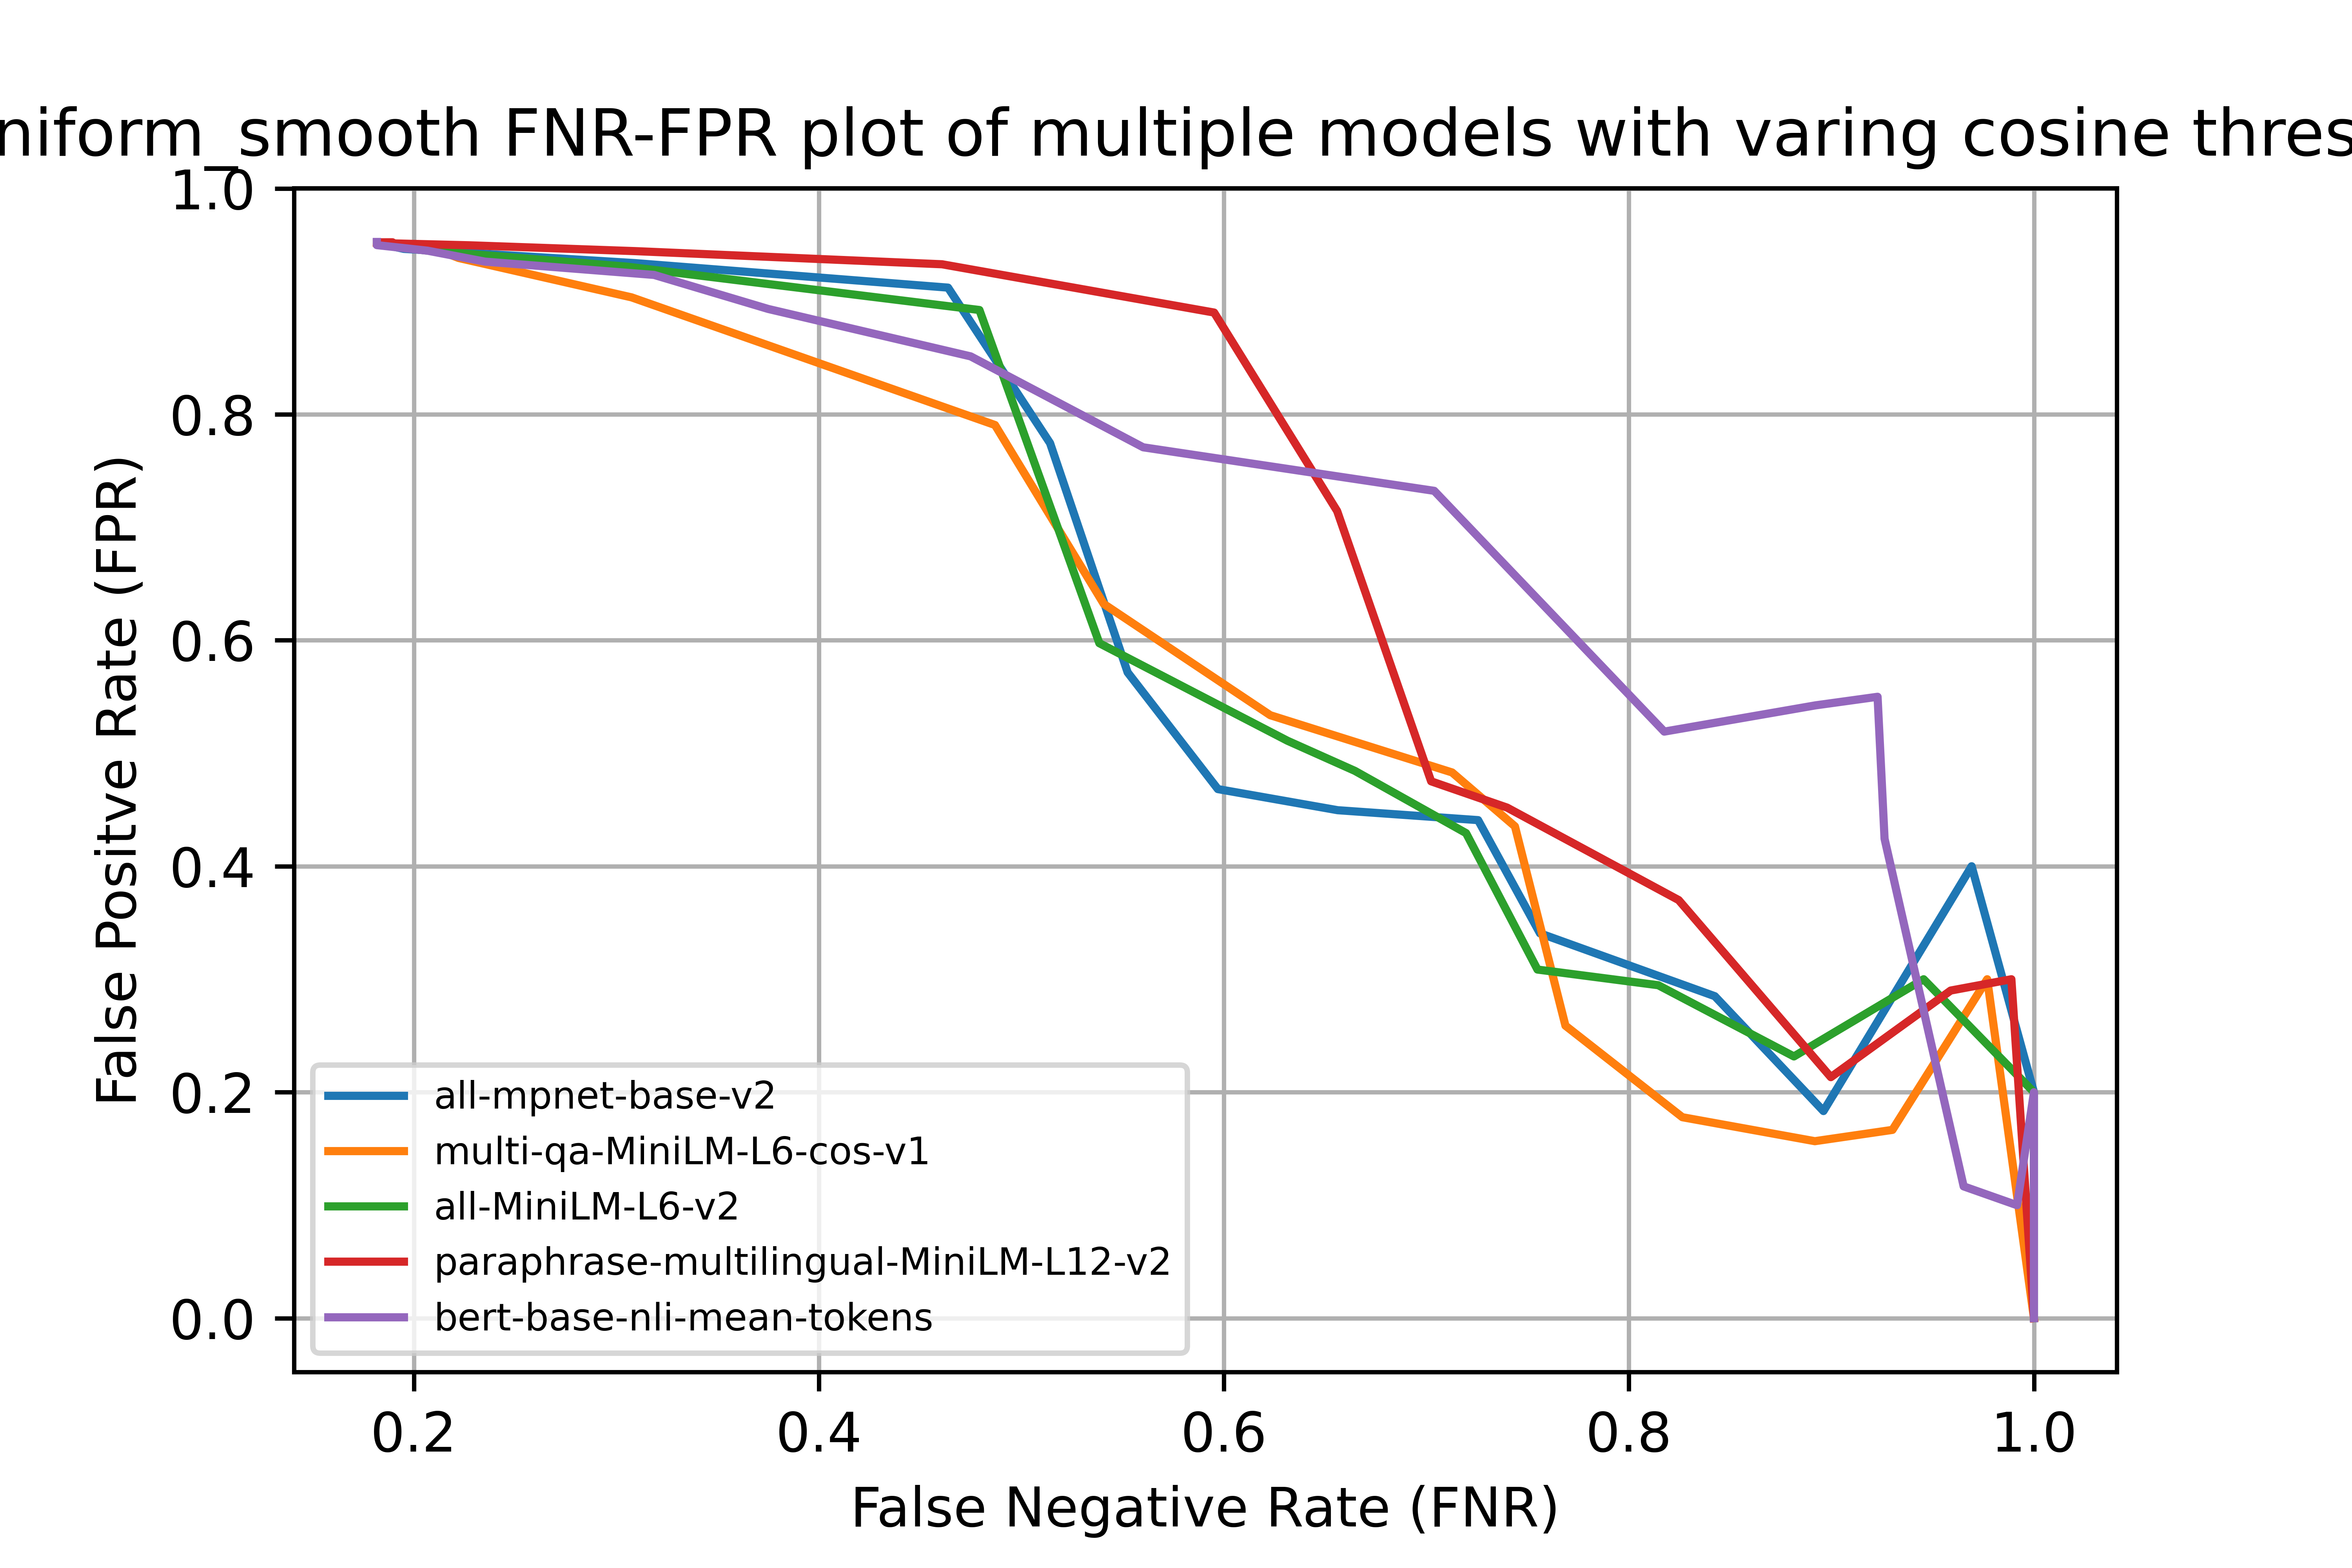 niform_smooth FNR-FPR plot of multiple models with varing cosine thres
1.0
0.8
0.6
0.4
0.2
0.0
False Positve Rate (FPR)
all-mpnet-base-v2
multi-qa-MiniLM-L6-cos-v1
all-MiniLM-L6-v2
paraphrase-multilingual-MiniLM-L12-v2
bert-base-nli-mean-tokens
0.2 0.4 0.6 0.8 1.0
False Negative Rate (FNR)